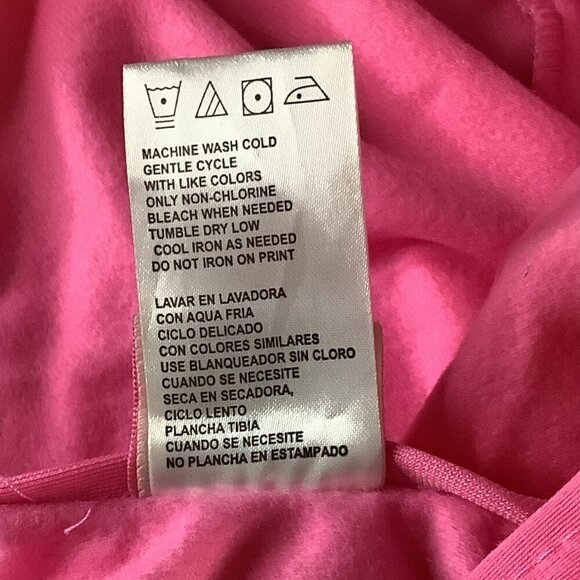 MACHINE WASH COLD
GENTLE CYCLE
WITH LIKE COLORS
ONLY NON-CHLORINE
BLEACH WHEN NEEDED
TUMBLE DRY LOW
COOL IRON AS NEEDED
DO NOT IRON ON PRINT
LAVAR EN LAVADORA
CON AQUA FRIA
CICLO DELICADO
CON COLORES SIMILARES
USE BLANQUEADOR SIN CLORO
CUANDO SE NECESITE
SECA EN SECADORA,
CICLO LENTO
PLANCHA TIBIA
CUANDO SE NECESITE
NO PLANCHA EN ESTAMPADO